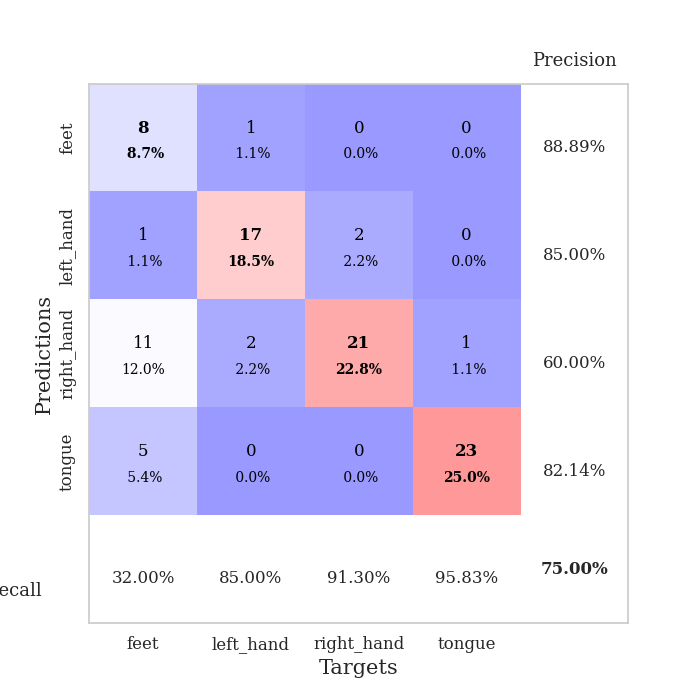 Precision
feet
8 1 0 0
8.7% 1.1% 0.0% 0.0%
88.89%
left_hand
1 17 2 0
1.1% 18.5% 2.2% 0.0%
85.00%
Predictions
right_hand
11 2 21 1
12.0% 2.2% 22.8% 1.1%
60.00%
tongue
5 0 0 23
5.4% 0.0% 0.0% 25.0%
82.14%
ecall
32.00% 85.00% 91.30% 95.83% 75.00%
feet left_hand right_hand tongue
Targets